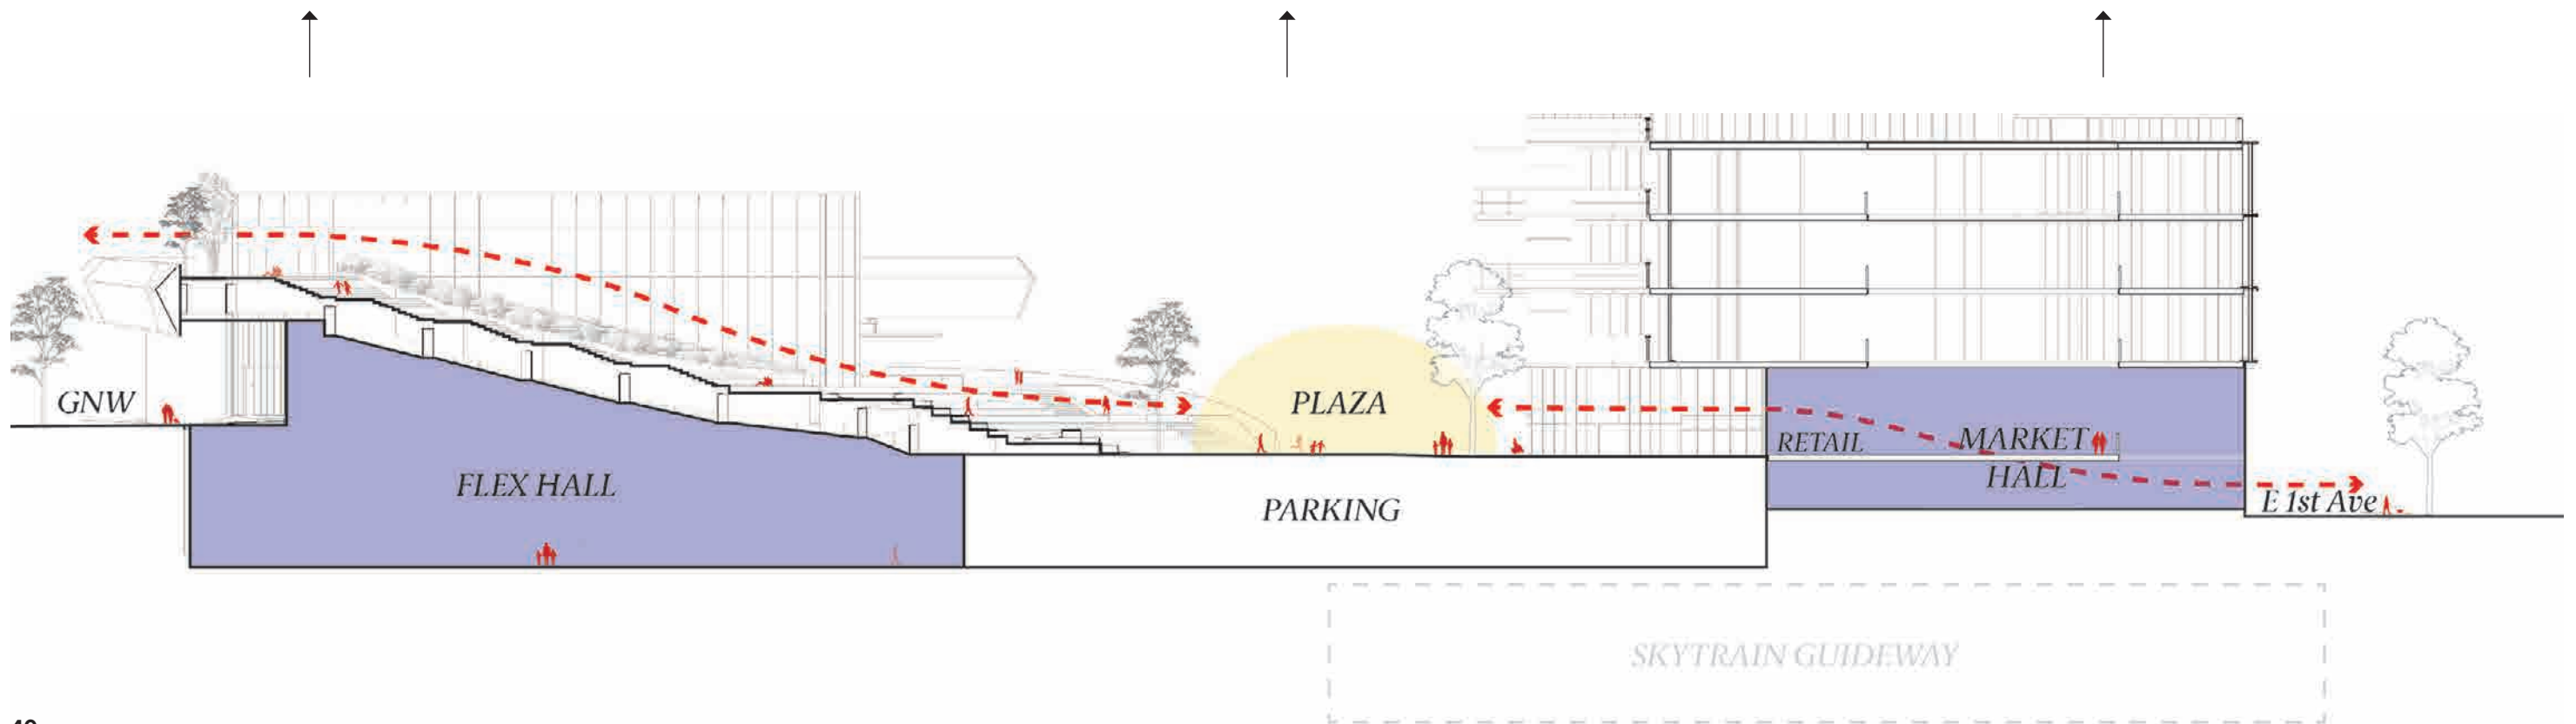 GNW
FLEX HALL
PLAZA
PARKING
RETAIL
MARKET
HALL
E 1st Ave
SKYTRAIN GUIDEWAY